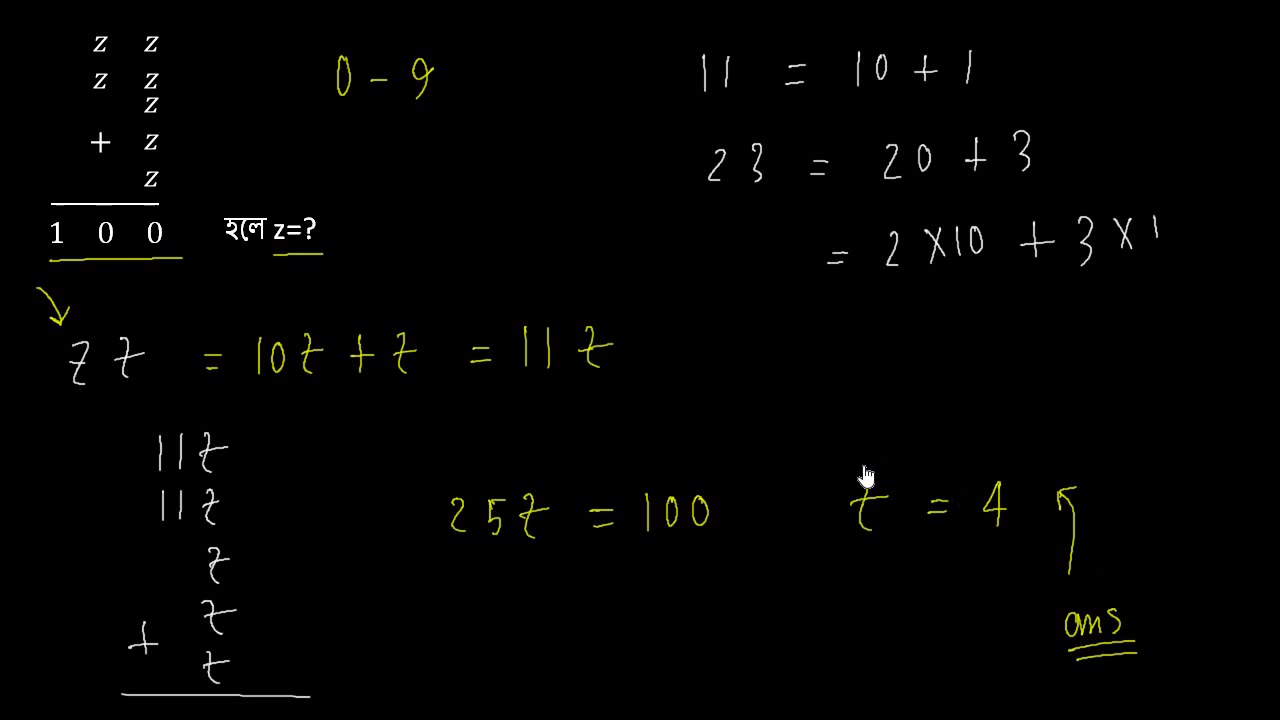 z z
z z
z
+ z
z
1 0 0 হলে z=?
0 - 9
11 = 10 + 1
23 = 20 + 3
= 2 × 10 + 3 × 1
zz = 10z + z = 11z
11z
11z
z
z
+ z
25z = 100
z = 4
ans